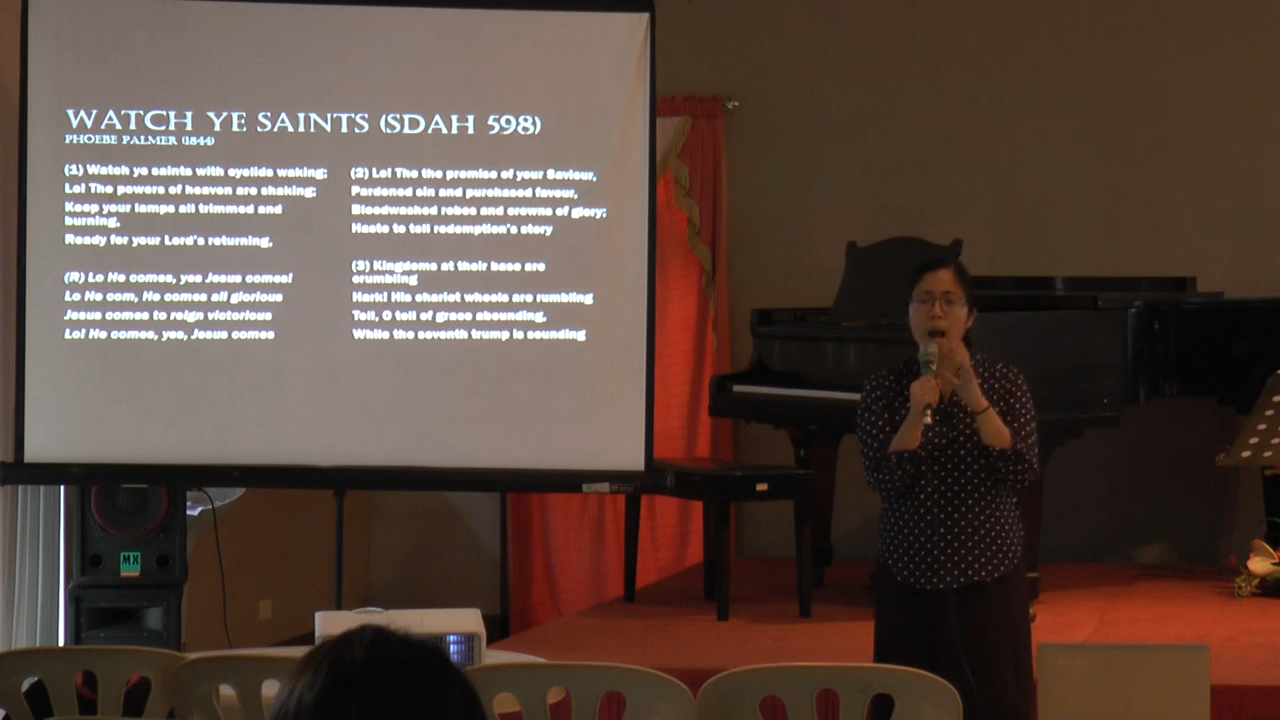 WATCH YE SAINTS (SDAH 598)
PHOEBE PALMER (1844)
(1) Watch ye saints with eyelids waking;
Lo! The powers of heaven are shaking;
Keep your lamps all trimmed and
burning,
Ready for your Lord's returning,
(R) Lo He comes, yes Jesus comes!
Lo He com, He comes all glorious
Jesus comes to reign victorious
Lo! He comes, yes, Jesus comes
(2) Lo! The the promise of your Saviour,
Pardoned sin and purchased favour,
Bloodwashed robes and crowns of glory;
Haste to tell redemption's story
(3) Kingdoms at their base are
crumbling
Hark! His chariot wheels are rumbling
Tell, O tell of grace abounding,
While the seventh trump is sounding
MX